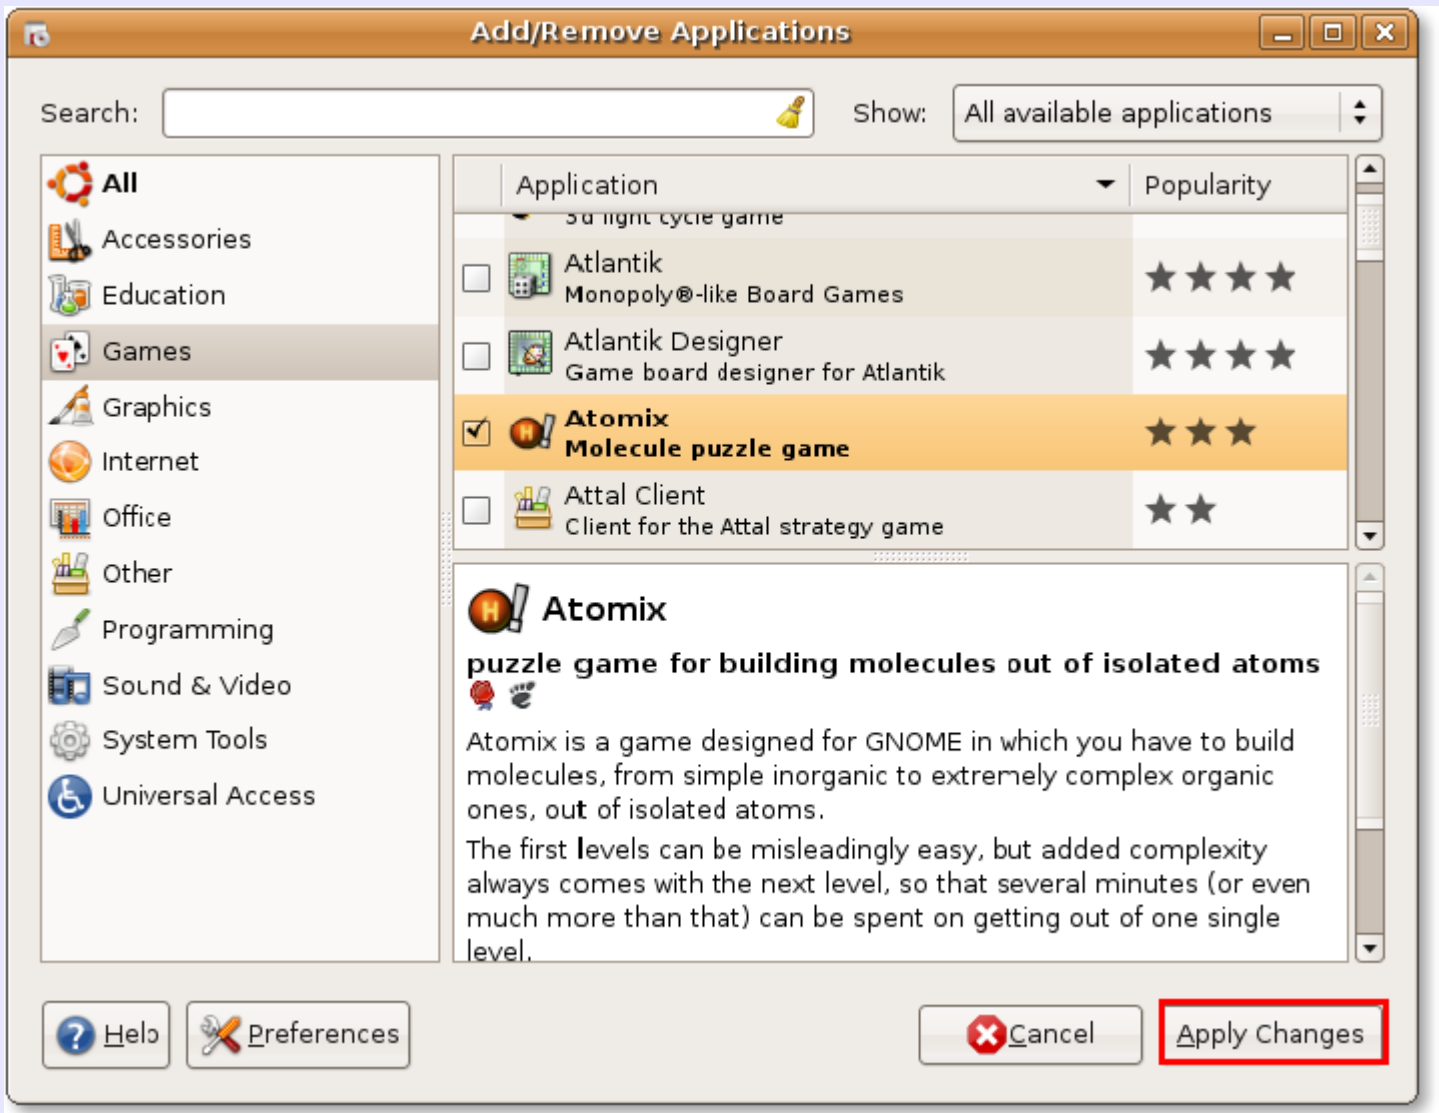 Add/Remove Applications
Search:
Show:
All available applications
All
Accessories
Education
Games
Graphics
Internet
Office
Other
Programming
Sound & Video
System Tools
Universal Access
Application
Popularity
3d light cycle game
Atlantik
Monopoly®-like Board Games
Atlantik Designer
Game board designer for Atlantik
Atomix
Molecule puzzle game
Attal Client
Client for the Attal strategy game
Atomix
puzzle game for building molecules out of isolated atoms
Atomix is a game designed for GNOME in which you have to build
molecules, from simple inorganic to extremely complex organic
ones, out of isolated atoms.
The first levels can be misleadingly easy, but added complexity
always comes with the next level, so that several minutes (or even
much more than that) can be spent on getting out of one single
level.
Help
Preferences
Cancel
Apply Changes